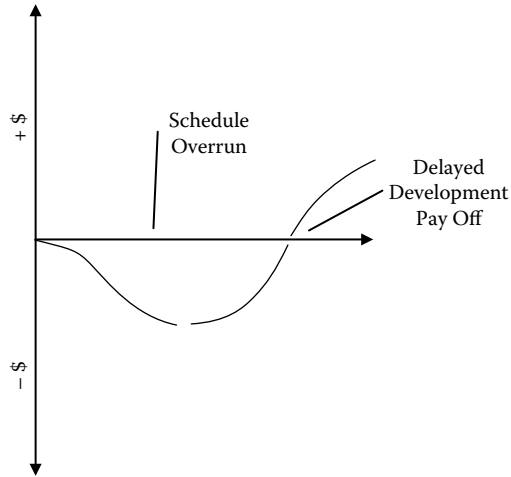 + $
Schedule
Overrun
Delayed
Development
Pay Off
– $